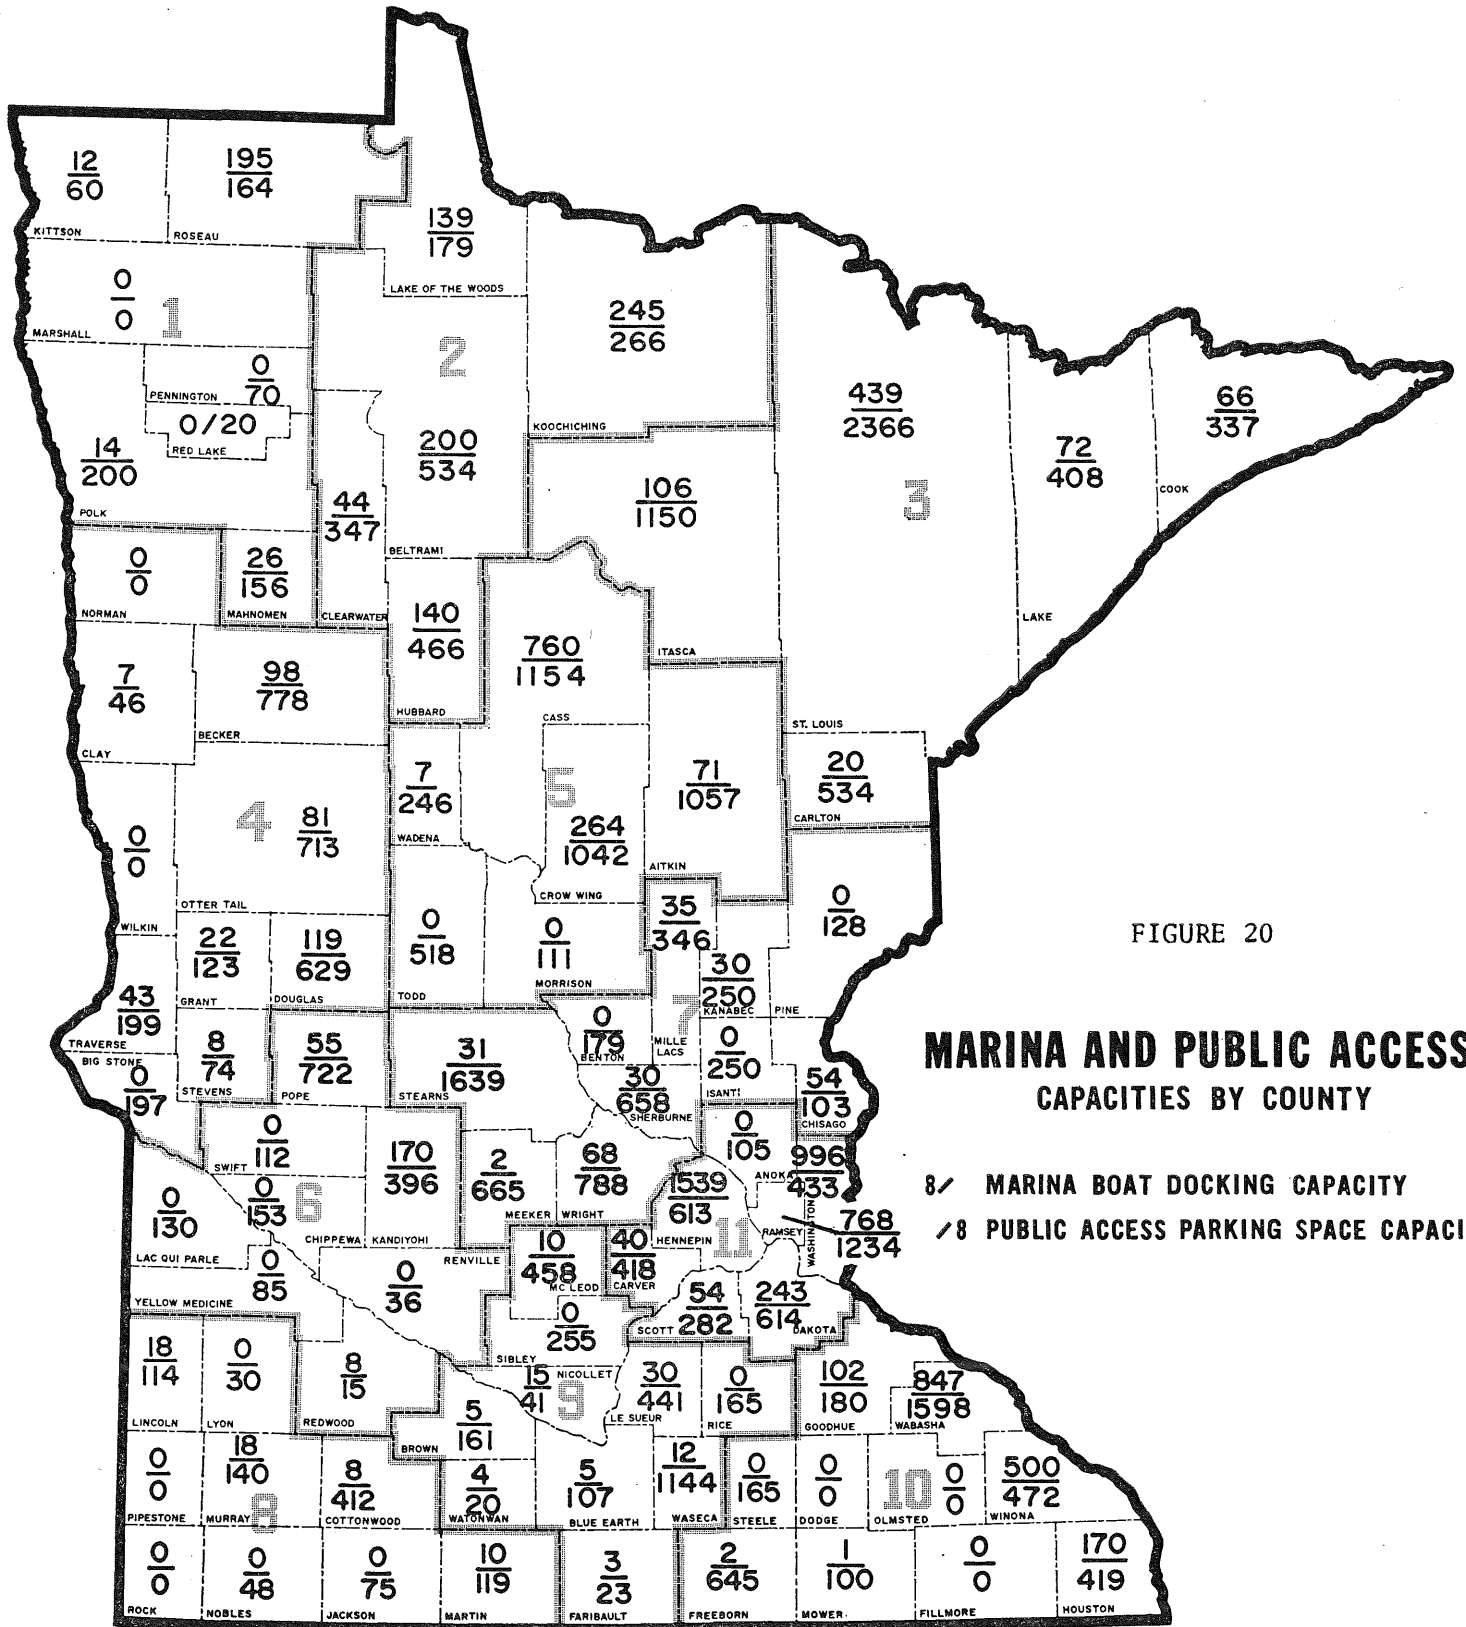 12
60
KITTSON
195
164
ROSEAU
139
179
LAKE OF THE WOODS
0
0
MARSHALL
1
2
245
266
KOOCHICHING
0
70
PENNINGTON
0/20
RED LAKE
14
200
POLK
44
347
CLEARWATER
200
534
BELTRAMI
439
2366
3
ST. LOUIS
72
408
LAKE
66
337
COOK
106
1150
ITASCA
0
0
NORMAN
26
156
MAHNOMEN
140
466
HUBBARD
760
1154
CASS
7
46
CLAY
98
778
BECKER
7
246
WADENA
5
264
1042
CROW WING
71
1057
AITKIN
20
534
CARLTON
0
0
WILKIN
4
81
713
OTTER TAIL
0
518
TODD
0
111
MORRISON
35
346
MILLE
LACS
7
30
250
KANABEC
0
128
PINE
22
123
GRANT
119
629
DOUGLAS
43
199
TRAVERSE
BIG STONE
0
197
8
74
STEVENS
55
722
POPE
31
1639
STEARNS
0
179
BENTON
30
658
SHERBURNE
0
250
ISANTI
54
103
CHISAGO
FIGURE 20
MARINA AND PUBLIC ACCESS
CAPACITIES BY COUNTY
8/ MARINA BOAT DOCKING CAPACITY
/8 PUBLIC ACCESS PARKING SPACE CAPACI
0
112
SWIFT
170
396
KANDIYOHI
2
665
MEEKER
68
788
WRIGHT
0
105
ANOKA
996
433
WASHINGTON
768
1234
RAMSEY
1539
613
HENNEPIN
11
0
130
LAC QUI PARLE
0
153
CHIPPEWA
6
0
85
YELLOW MEDICINE
0
36
RENVILLE
10
458
MC LEOD
40
418
CARVER
0
255
SIBLEY
54
282
SCOTT
243
614
DAKOTA
18
114
LINCOLN
0
30
LYON
8
15
REDWOOD
15
41
NICOLLET
9
30
441
LE SUEUR
0
165
RICE
102
180
GOODHUE
847
1598
WABASHA
5
161
BROWN
0
0
PIPESTONE
18
140
MURRAY
8
8
412
COTTONWOOD
4
20
WATONWAN
5
107
BLUE EARTH
12
1144
WASECA
0
165
STEELE
0
0
DODGE
10
0
0
OLMSTED
500
472
WINONA
0
0
ROCK
0
48
NOBLES
0
75
JACKSON
10
119
MARTIN
3
23
FARIBAULT
2
645
FREEBORN
1
100
MOWER
0
0
FILLMORE
170
419
HOUSTON